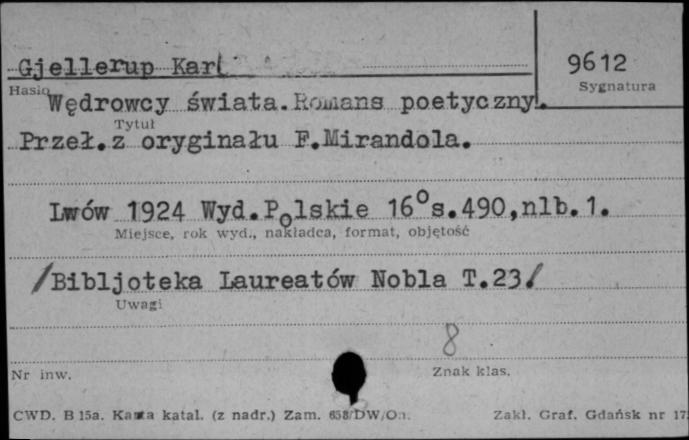 Gjellerup Karl
9612
Hasło
Sygnatura
Wędrowcy świata. Romans poetyczny.
Tytuł
Przeł. z oryginału F. Mirandola.
Lwów 1924 Wyd. Polskie 16° s. 490, nlb. 1.
Miejsce, rok wyd., nakładca, format, objętość
/Bibljoteka Laureatów Nobla T. 23/
Uwagi
8
Nr inw.
Znak klas.
CWD. B 15a. Karta katal. (z nadr.) Zam. 658/DW/
Zakl. Graf. Gdańsk nr